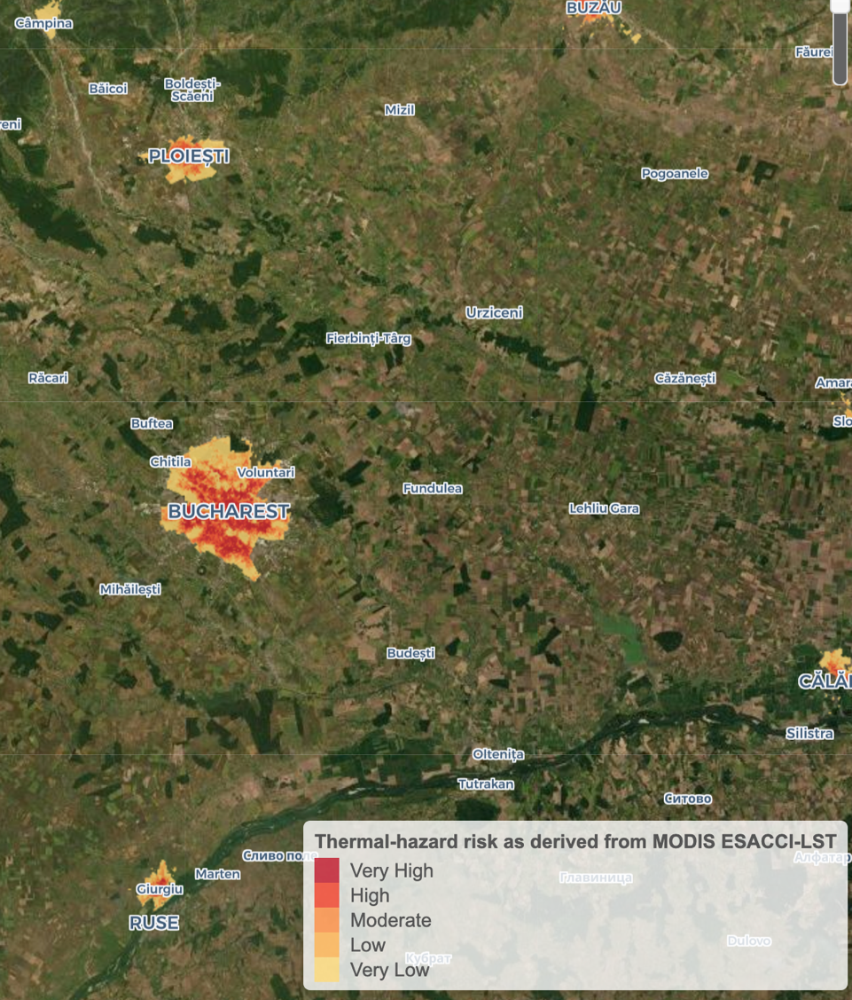 BUZĂU
Câmpina
Făurei
Băicoi
Boldești-
Scăeni
Mizil
reni
PLOIEȘTI
Pogoanele
Urziceni
Fierbinți-Târg
Răcari
Căzănești
Amara
Slo
Buftea
Chitila
Voluntari
Fundulea
BUCHAREST
Lehliu Gara
Mihăilești
Budești
CĂLĂ
Silistra
Oltenița
Tutrakan
Ситово
Thermal-hazard risk as derived from MODIS ESACCI-LST
Сливо поле
Алфатар
Very High
Marten
Главиница
Giurgiu
High
RUSE
Moderate
Dulovo
Low
Кубрат
Very Low